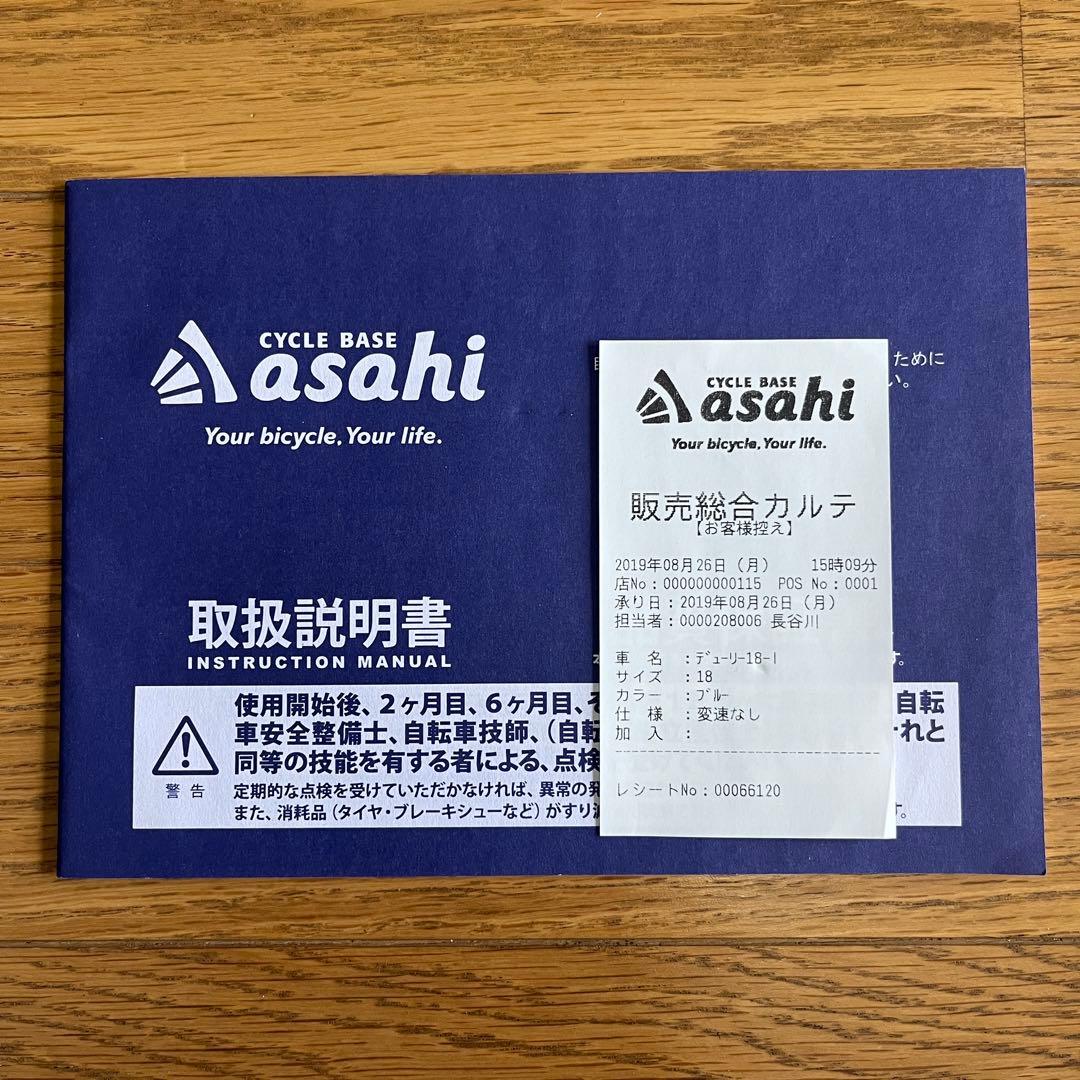 CYCLE BASE
asahi
Your bicycle, Your life.
ために
い。
取扱説明書
INSTRUCTION MANUAL
す。
警告
使用開始後、2ヶ月目、6ヶ月目、そ
自転
車安全整備士、自転車技師、(自転
れと
同等の技能を有する者による、点検
定期的な点検を受けていただかなければ、異常の発
また、消耗品(タイヤ・ブレーキシューなど)がすり減
す。
CYCLE BASE
asahi
Your bicycle, Your life.
販売総合カルテ
【お客様控え】
2019年08月26日(月) 15時09分
店No:000000000115 POS No:0001
承り日:2019年08月26日(月)
担当者:0000208006 長谷川
車 名 :デューリー18-I
サイズ :18
カラー :ブルー
仕 様 :変速なし
加 入 :
レシートNo:00066120